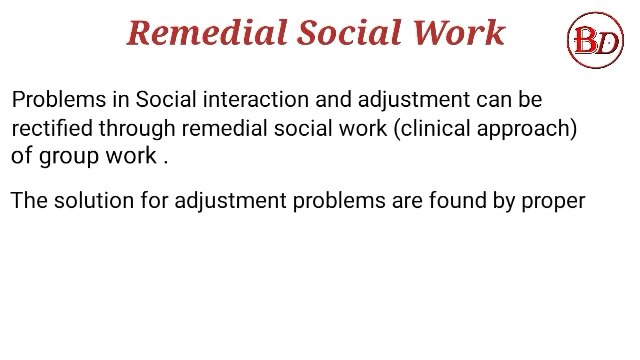 Remedial Social Work
BD
Problems in Social interaction and adjustment can be
rectified through remedial social work (clinical approach)
of group work .
The solution for adjustment problems are found by proper